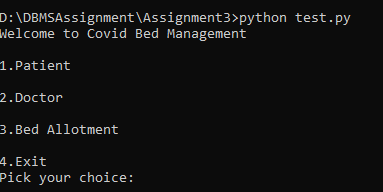 D:\DBMSAssignment\Assignment3>python test.py
Welcome to Covid Bed Management
1.Patient
2.Doctor
3.Bed Allotment
4.Exit
Pick your choice: